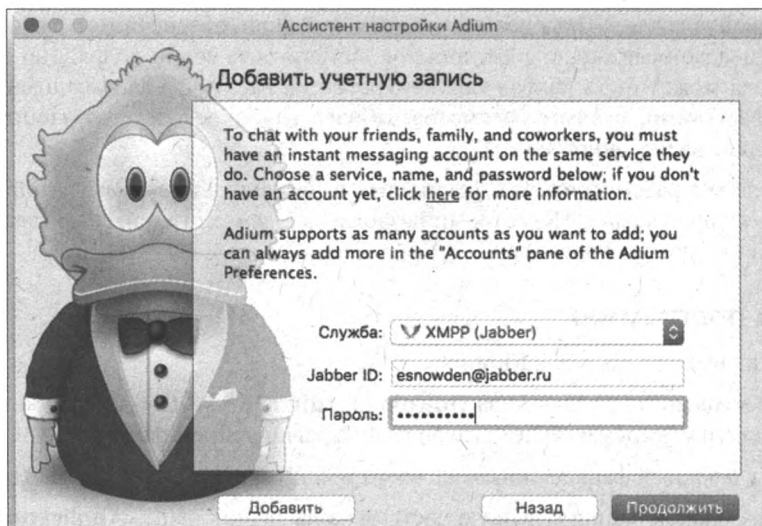 Ассистент настройки Adium
Добавить учетную запись
To chat with your friends, family, and coworkers, you must
have an instant messaging account on the same service they
do. Choose a service, name, and password below; if you don't
have an account yet, click here for more information.
Adium supports as many accounts as you want to add; you
can always add more in the "Accounts" pane of the Adium
Preferences.
Служба: XMPP (Jabber)
Jabber ID: esnowden@jabber.ru
Пароль: ••••••••••
Добавить Назад Продолжить